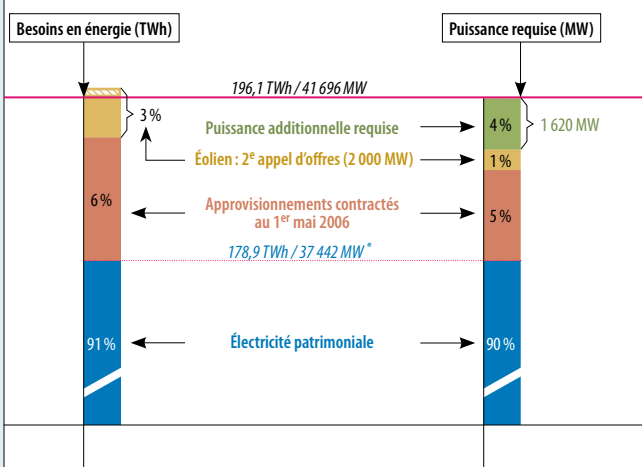 Besoins en énergie (TWh)
Puissance requise (MW)
196,1 TWh / 41 696 MW
3 %
Puissance additionnelle requise
4 %
1 620 MW
Éolien : 2e appel d'offres (2 000 MW)
1 %
6 %
Approvisionnements contractés
au 1er mai 2006
5 %
178,9 TWh / 37 442 MW *
91 %
Électricité patrimoniale
90 %